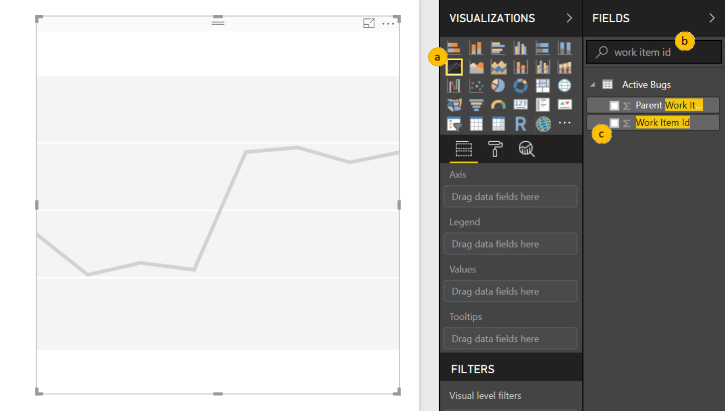 VISUALIZATIONS
FIELDS
b
a
work item id
Active Bugs
Parent Work It...
123
R
Work Item Id
c
Axis
Drag data fields here
Legend
Drag data fields here
Values
Drag data fields here
Tooltips
Drag data fields here
FILTERS
Visual level filters